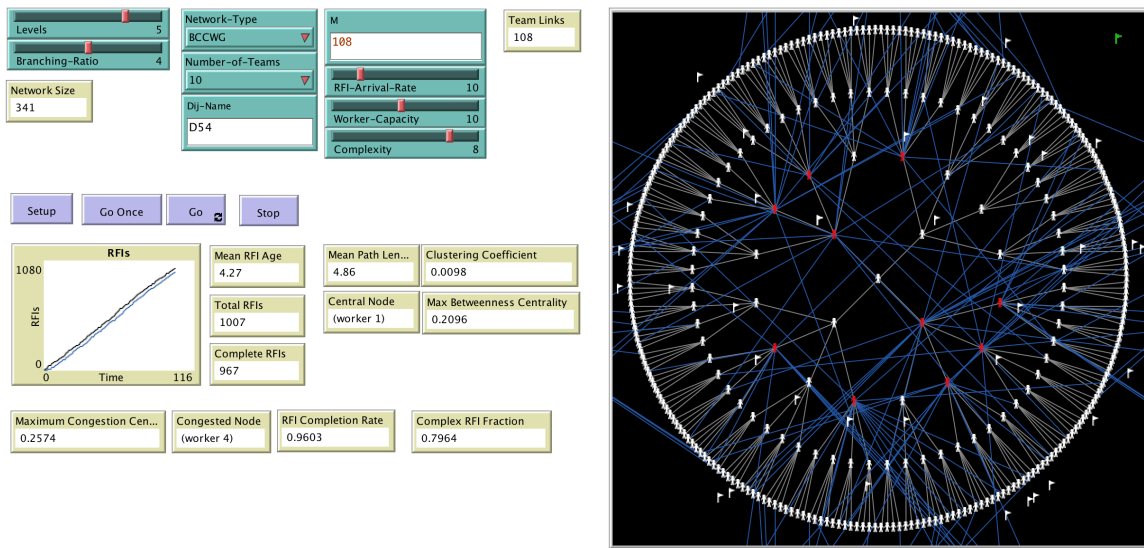 Levels 5
Branching-Ratio 4
Network Size
341
Network-Type
BCCWG
Number-of-Teams
10
Dij-Name
D54
M
108
RFI-Arrival-Rate 10
Worker-Capacity 10
Complexity 8
Team Links
108
Setup
Go Once
Go
Stop
RFIs
1080
RFIs
0
0
Time
116
Mean RFI Age
4.27
Total RFIs
1007
Complete RFIs
967
Mean Path Len...
4.86
Clustering Coefficient
0.0098
Central Node
(worker 1)
Max Betweenness Centrality
0.2096
Maximum Congestion Cen...
0.2574
Congested Node
(worker 4)
RFI Completion Rate
0.9603
Complex RFI Fraction
0.7964